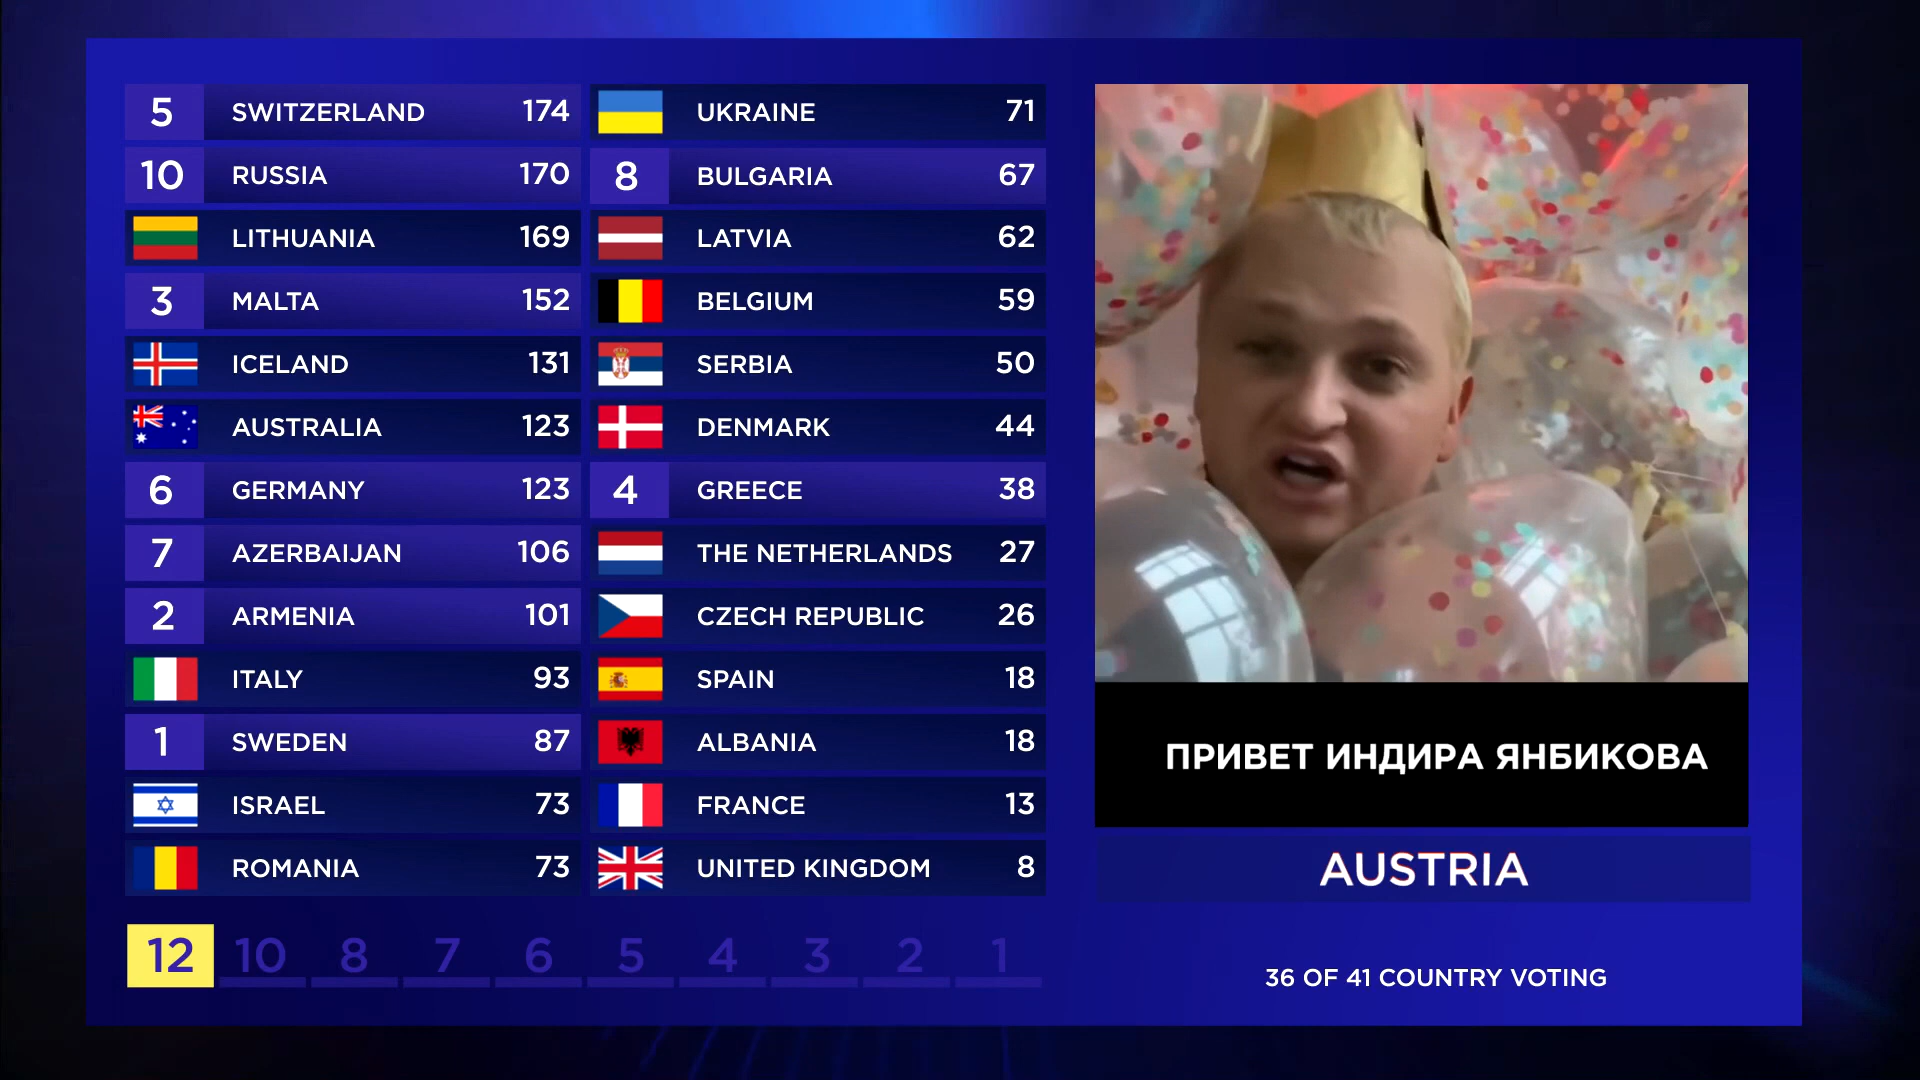 5 SWITZERLAND 174
10 RUSSIA 170
LITHUANIA 169
3 MALTA 152
ICELAND 131
AUSTRALIA 123
6 GERMANY 123
7 AZERBAIJAN 106
2 ARMENIA 101
ITALY 93
1 SWEDEN 87
ISRAEL 73
ROMANIA 73
UKRAINE 71
8 BULGARIA 67
LATVIA 62
BELGIUM 59
SERBIA 50
DENMARK 44
4 GREECE 38
THE NETHERLANDS 27
CZECH REPUBLIC 26
SPAIN 18
ALBANIA 18
FRANCE 13
UNITED KINGDOM 8
12 10 8 7 6 5 4 3 2 1
ПРИВЕТ ИНДИРА ЯНБИКОВА
AUSTRIA
36 OF 41 COUNTRY VOTING